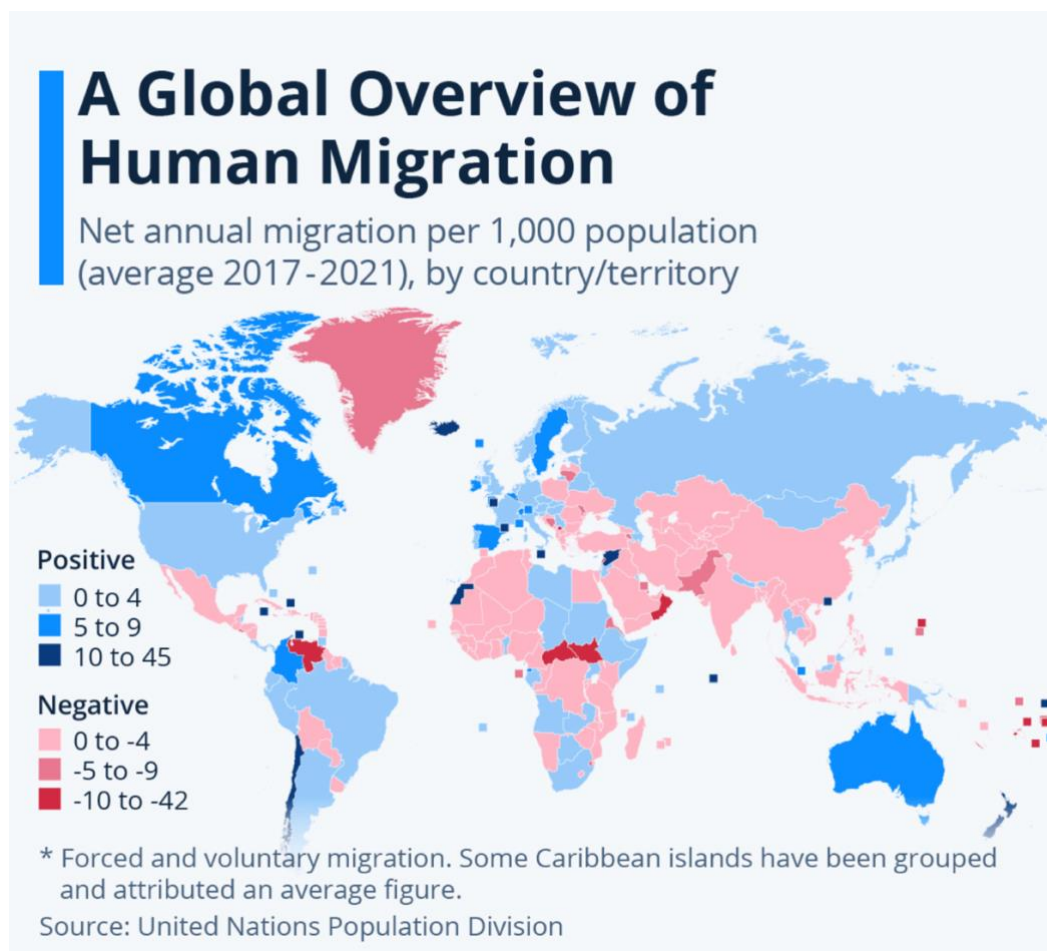 A Global Overview of
Human Migration
Net annual migration per 1,000 population
(average 2017-2021), by country/territory
Positive
0 to 4
5 to 9
10 to 45
Negative
0 to -4
-5 to -9
-10 to -42
* Forced and voluntary migration. Some Caribbean islands have been grouped
and attributed an average figure.
Source: United Nations Population Division